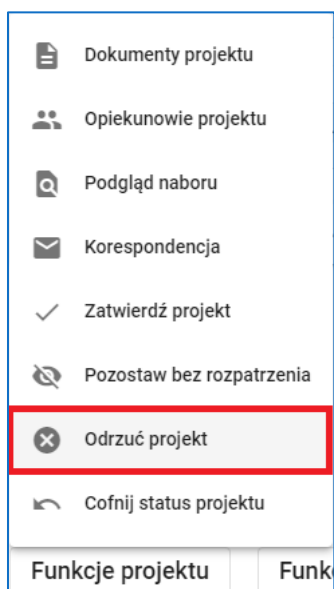 Dokumenty projektu
Opiekunowie projektu
Podgląd naboru
Korespondencja
Zatwierdź projekt
Pozostaw bez rozpatrzenia
Odrzuć projekt
Cofnij status projektu
Funkcje projektu